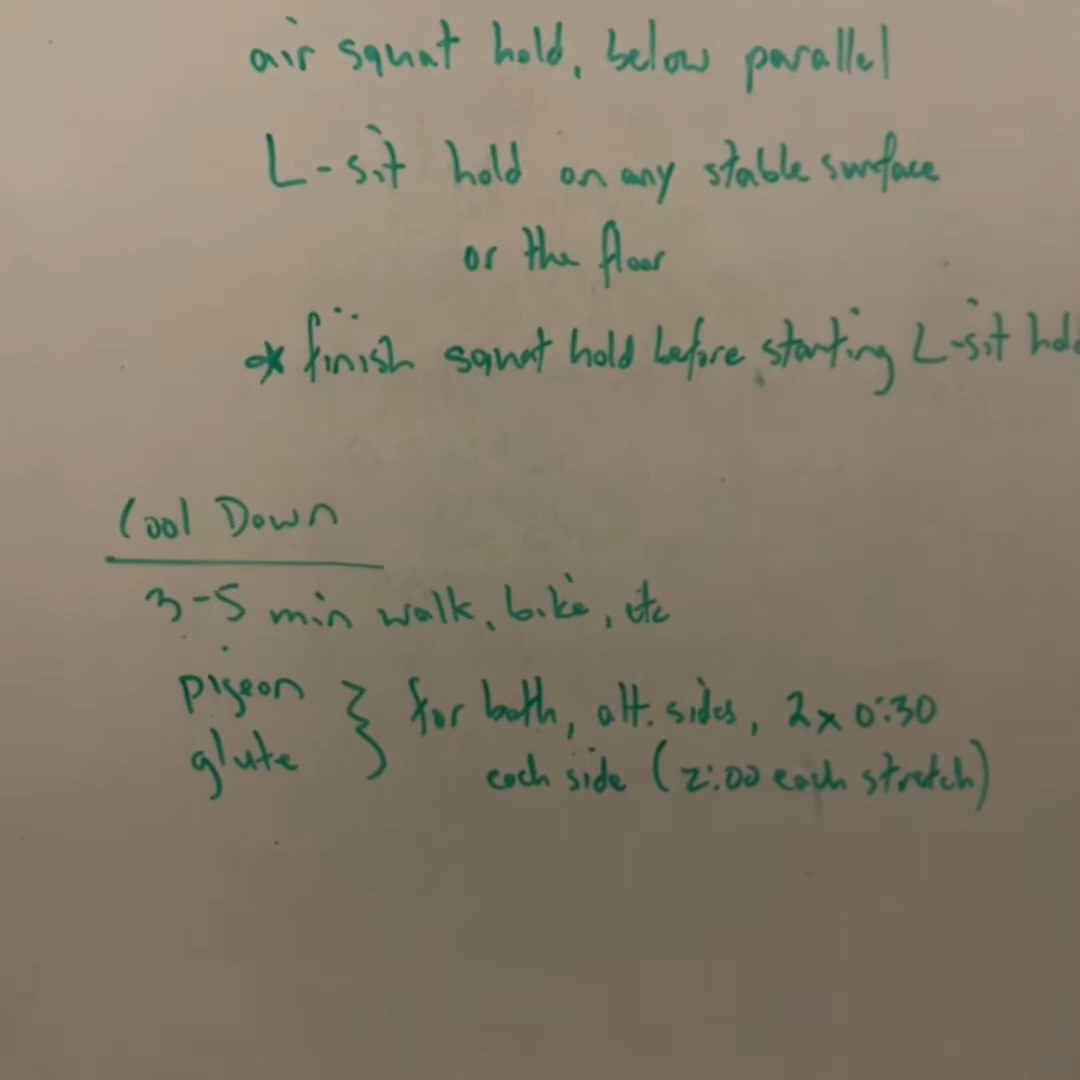 air squat hold, below parallel
L-sit hold on any stable surface
or the floor
* finish squat hold before starting L-sit hold
Cool Down
3-5 min walk, bike, etc
pigeon } for both, alt. sides, 2x 0:30
glute each side (2:00 each stretch)